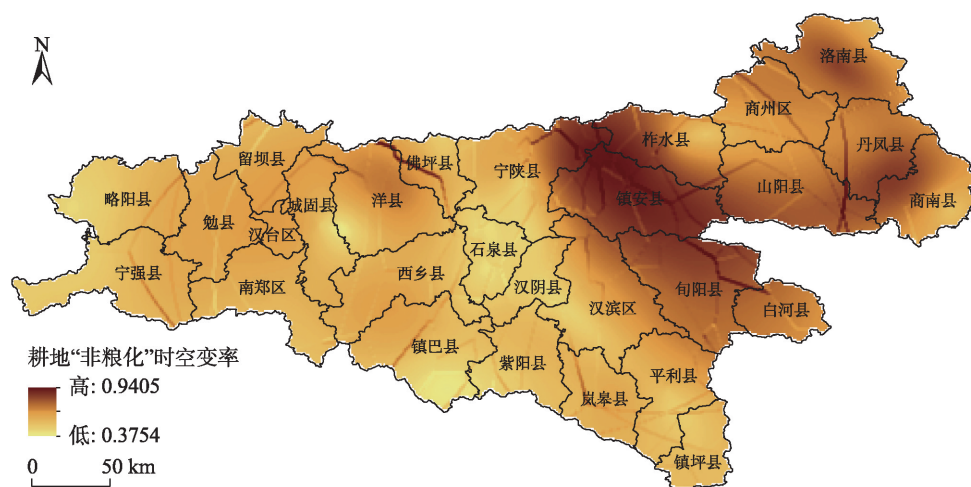 N
洛南县
商州区
柞水县
丹凤县
佛坪县
留坝县
宁陕县
略阳县
城固县
洋县
镇安县
山阳县
商南县
勉县
汉台区
石泉县
宁强县
西乡县
南郑区
汉阴县
旬阳县
汉滨区
白河县
镇巴县
紫阳县
平利县
岚皋县
镇坪县
耕地“非粮化”时空变率
高: 0.9405
低: 0.3754
0 50 km